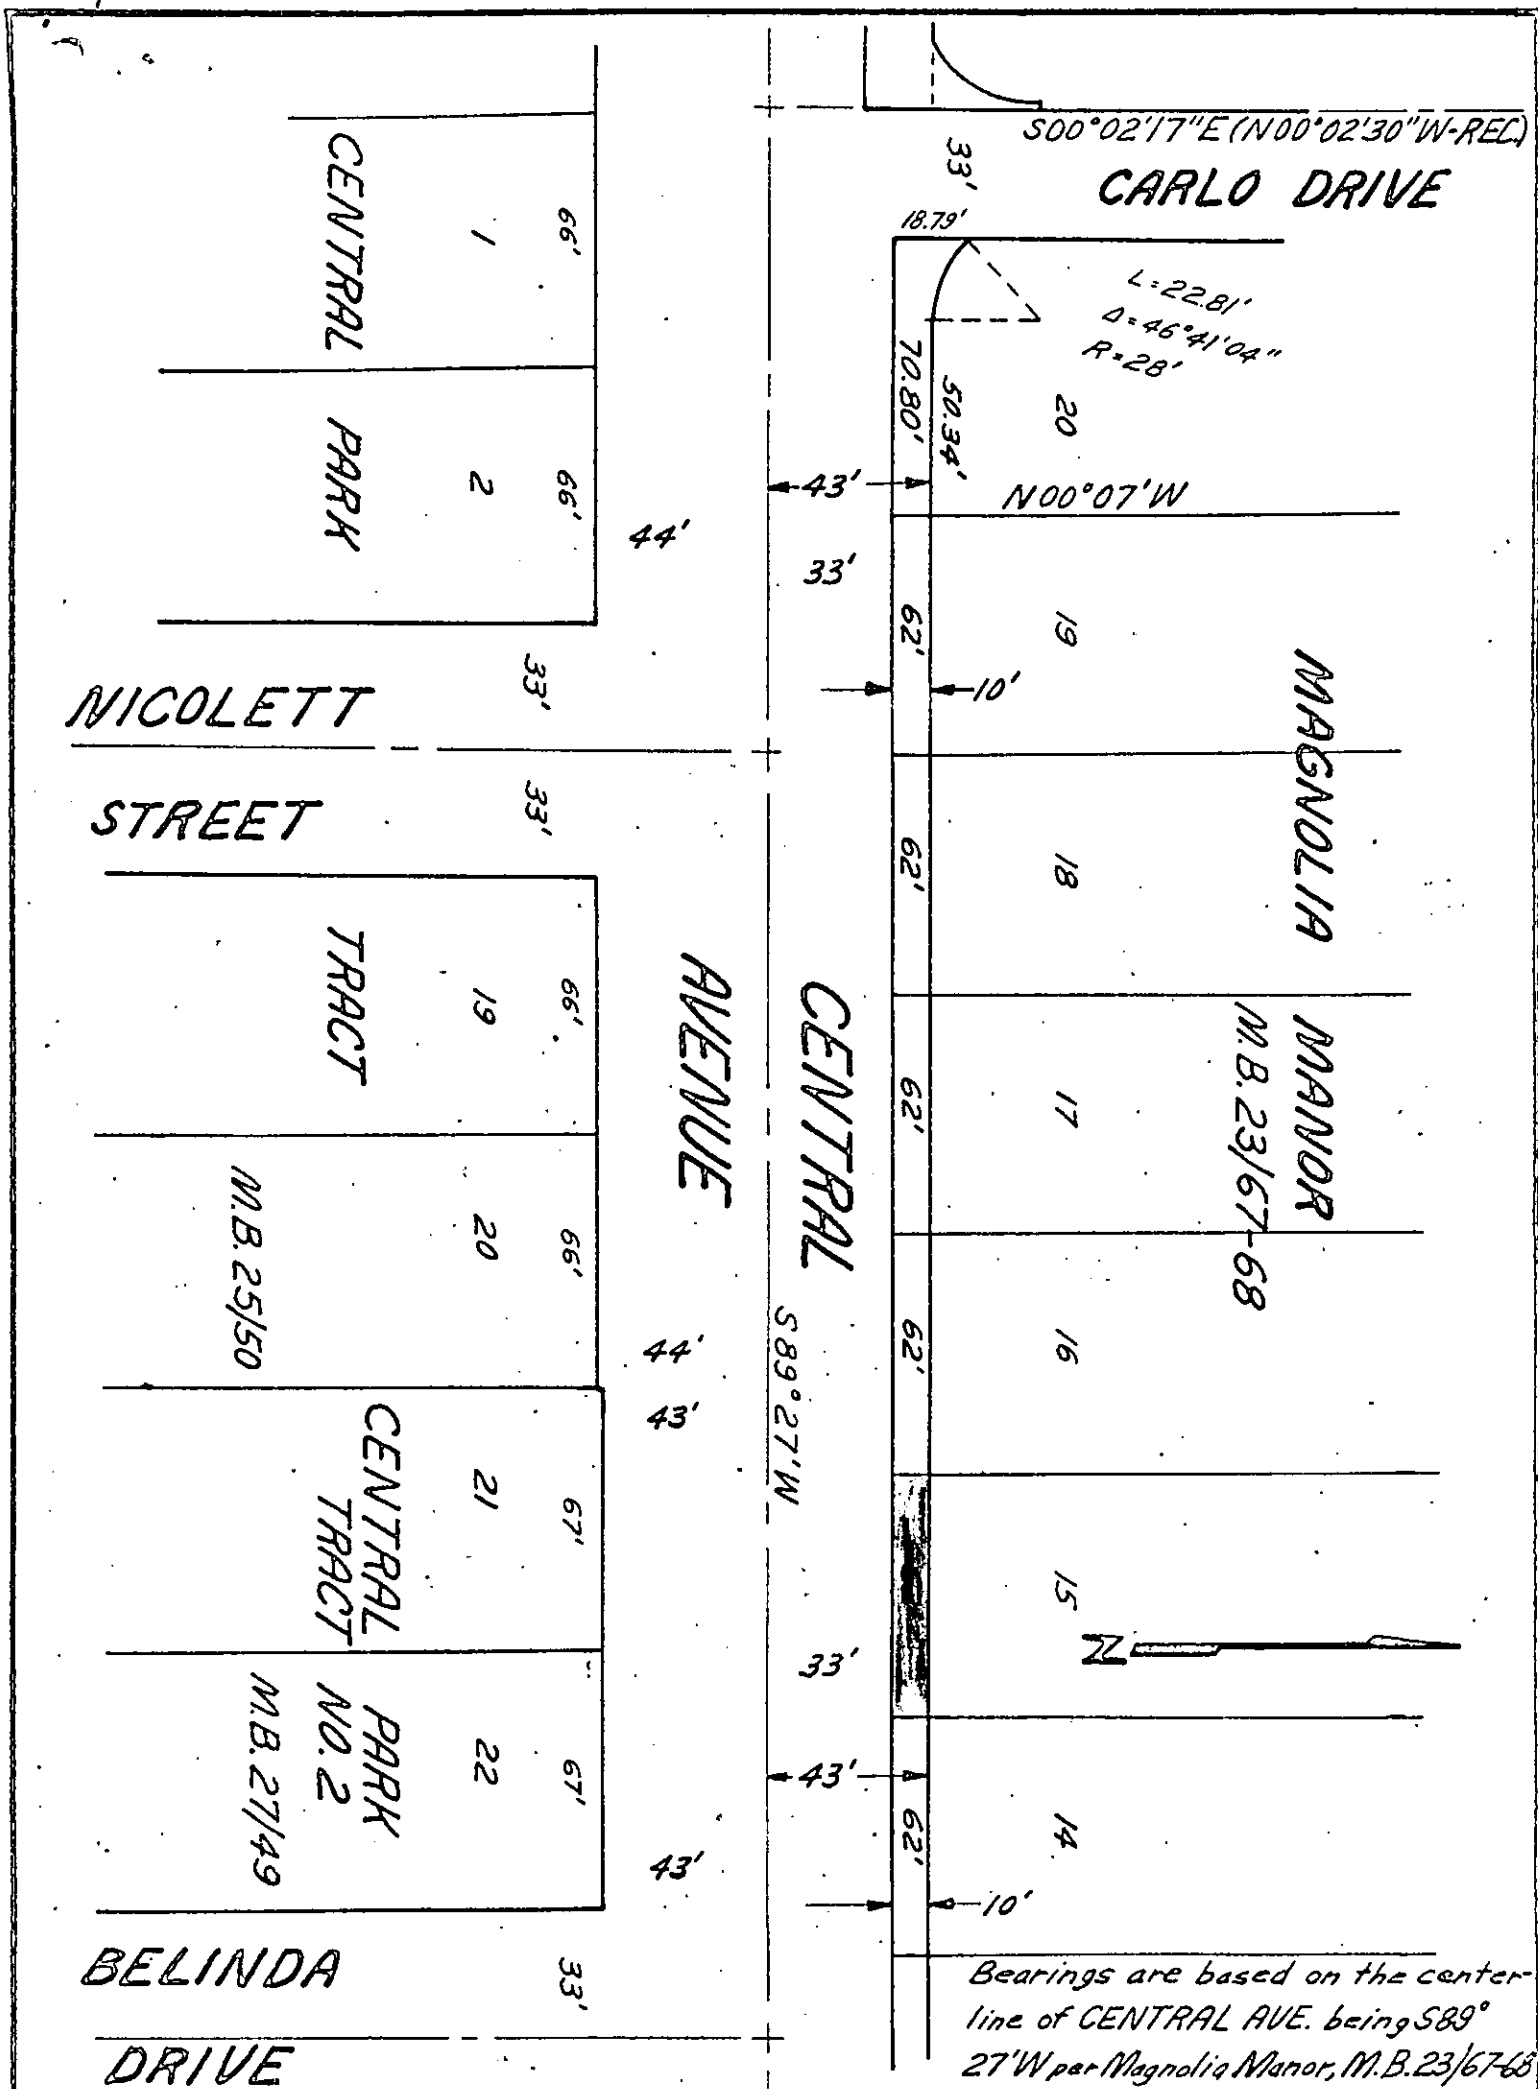 S00°02'17"E (N00°02'30"W-REC.)
CARLO DRIVE
33'
18.79'
L=22.81'
Δ=46°41'04"
R=28'
70.80'
50.34'
20
N00°07'W
43'
33'
44'
62'
19
10'
62'
18
62'
17
62'
16
15
33'
43'
62'
14
10'
MAGNOLIA MANOR
M.B. 23/67-68
N
CENTRAL
AVENUE
S89°27'W
44'
43'
43'
CENTRAL PARK
66'
1
66'
2
33'
NICOLETT
33'
STREET
TRACT
66'
19
66'
20
M.B. 25/50
CENTRAL PARK
TRACT NO. 2
M.B. 27/49
67'
21
67'
22
BELINDA
33'
DRIVE
Bearings are based on the center-
line of CENTRAL AVE. being S89°
27'W per Magnolia Manor, M.B. 23/67-68